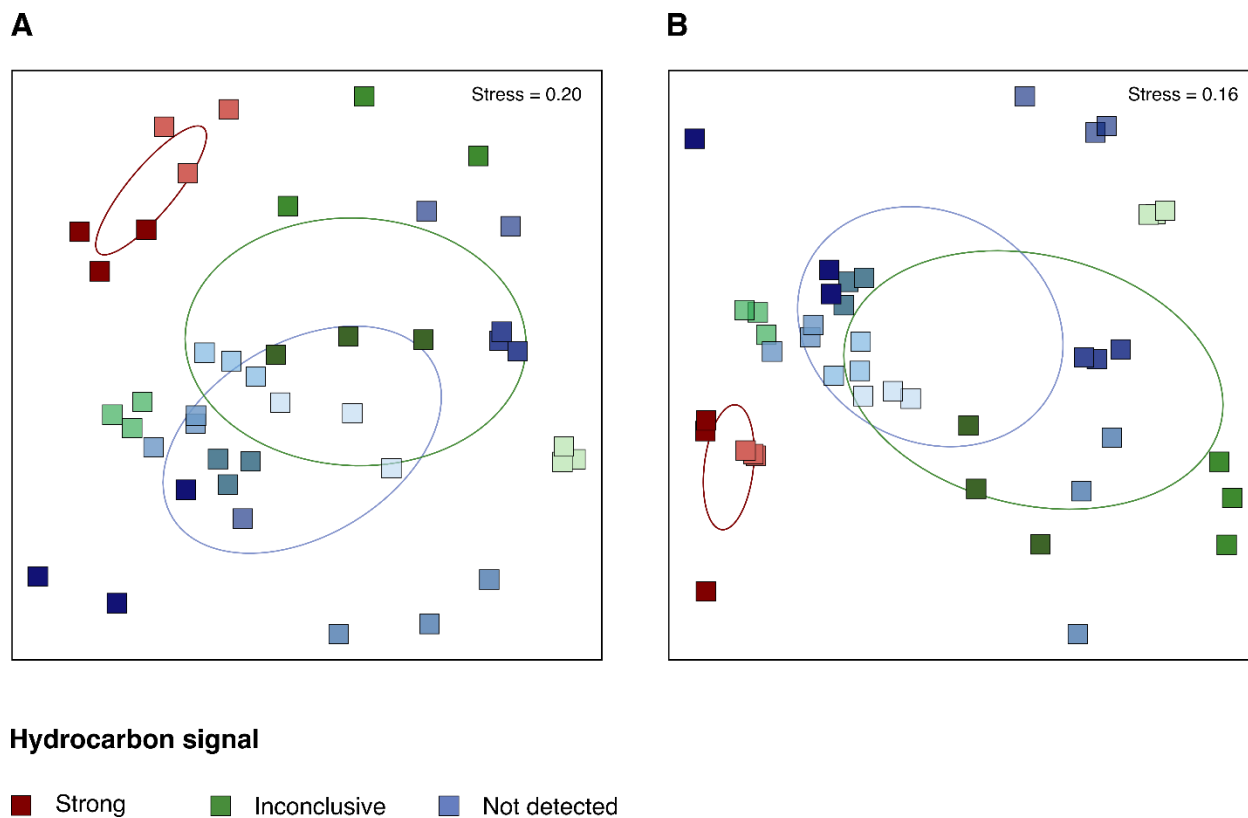 A
B
Stress = 0.20
Stress = 0.16
Hydrocarbon signal
Strong
Inconclusive
Not detected